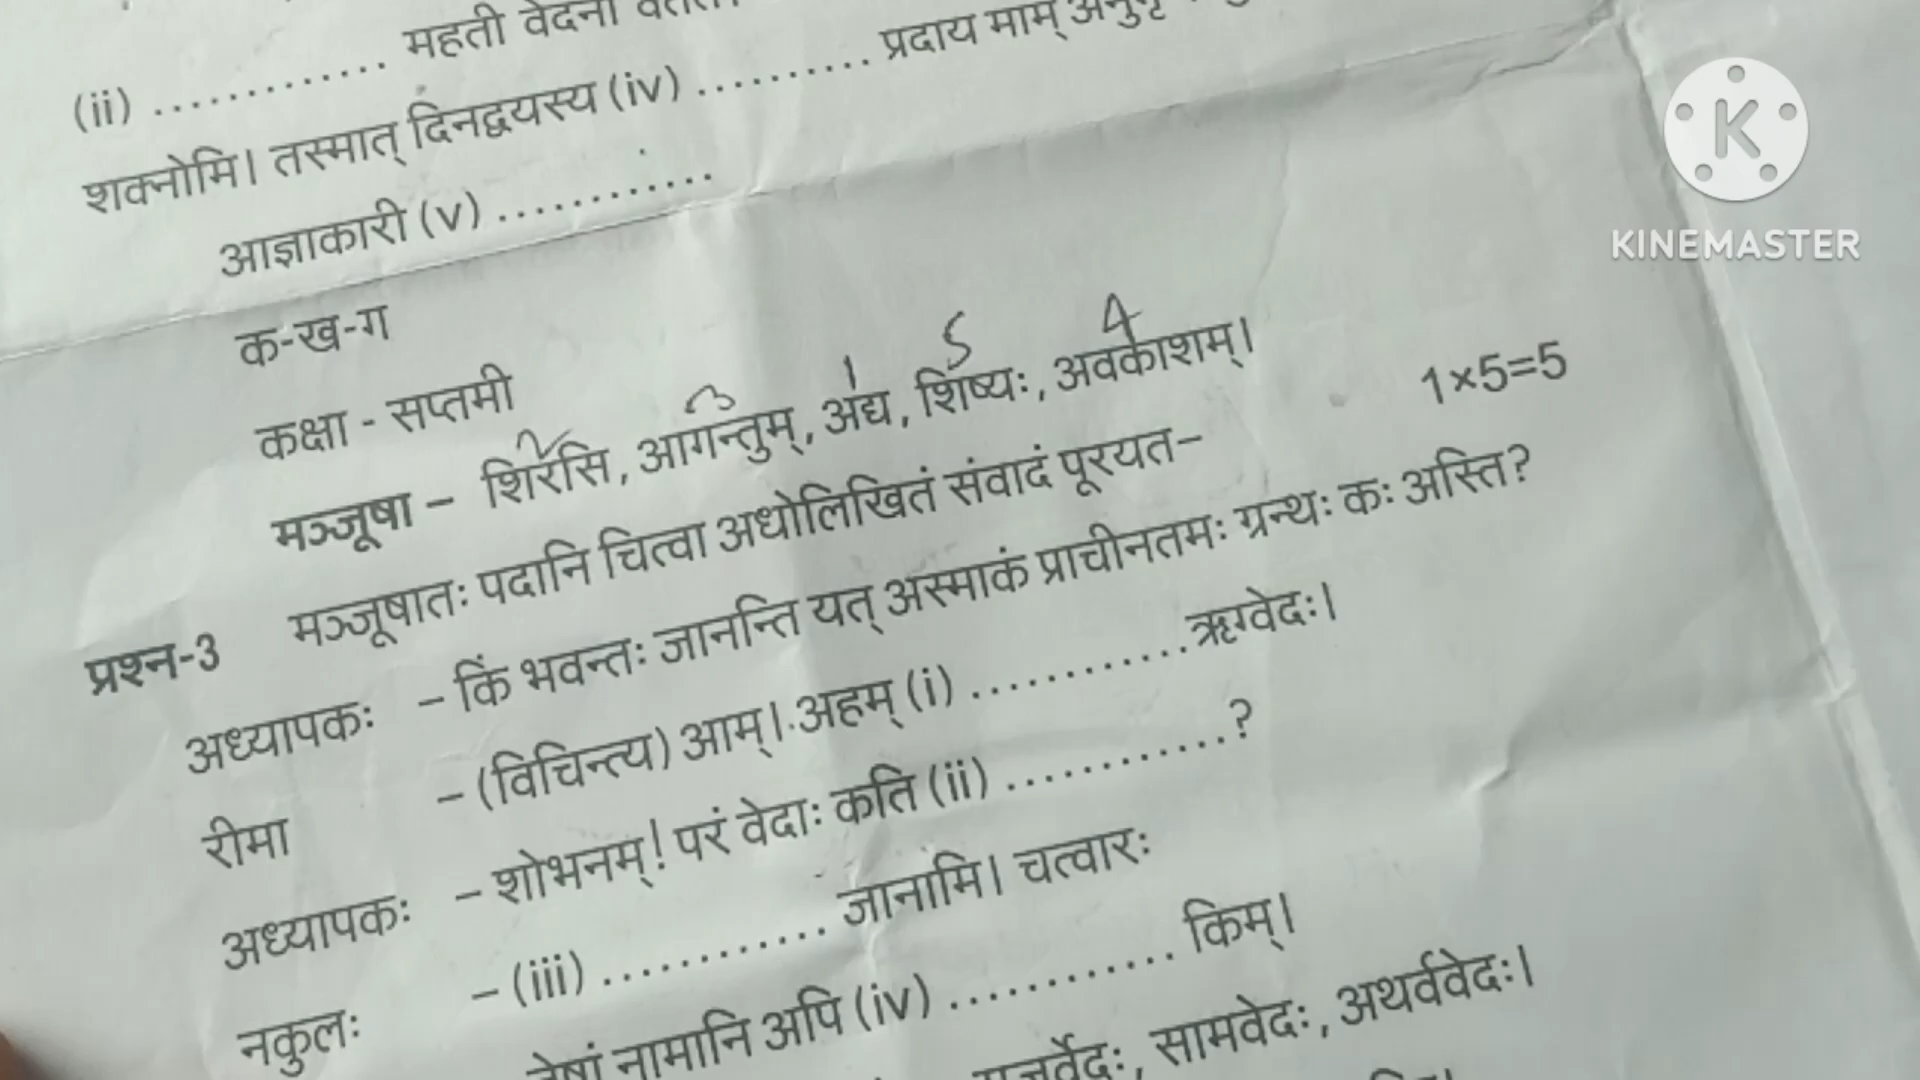 (ii) ............. महती वेदना
शक्नोमि। तस्मात् दिनद्वयस्य (iv) .......... प्रदाय माम्
आज्ञाकारी (v) ............
क-ख-ग
कक्षा - सप्तमी
2 3 1 5 4
मञ्जूषा – शिरसि, आगन्तुम्, अद्य, शिष्यः, अवकाशम्।
1×5=5
प्रश्न-3 मञ्जूषातः पदानि चित्वा अधोलिखितं संवादं पूरयत–
अध्यापकः – किं भवन्तः जानन्ति यत् अस्माकं प्राचीनतमः ग्रन्थः कः अस्ति?
रीमा – (विचिन्त्य) आम्। अहम् (i) ............ ऋग्वेदः।
अध्यापकः – शोभनम्! परं वेदाः कति (ii) ............?
नकुलः – (iii) ............. जानामि। चत्वारः
नामानि अपि (iv) ............. किम्।
सामवेदः, अथर्ववेदः।
K
KINEMASTER